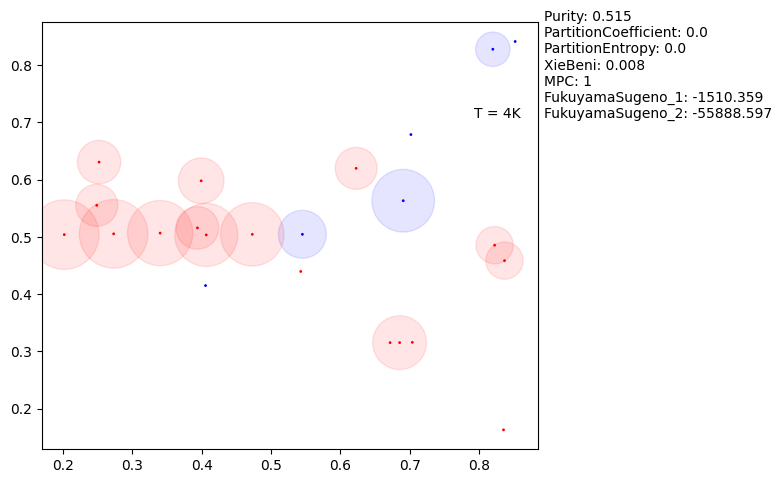 Purity: 0.515
PartitionCoefficient: 0.0
PartitionEntropy: 0.0
XieBeni: 0.008
MPC: 1
FukuyamaSugeno_1: -1510.359
FukuyamaSugeno_2: -55888.597
T = 4K
0.8
0.7
0.6
0.5
0.4
0.3
0.2
0.2 0.3 0.4 0.5 0.6 0.7 0.8